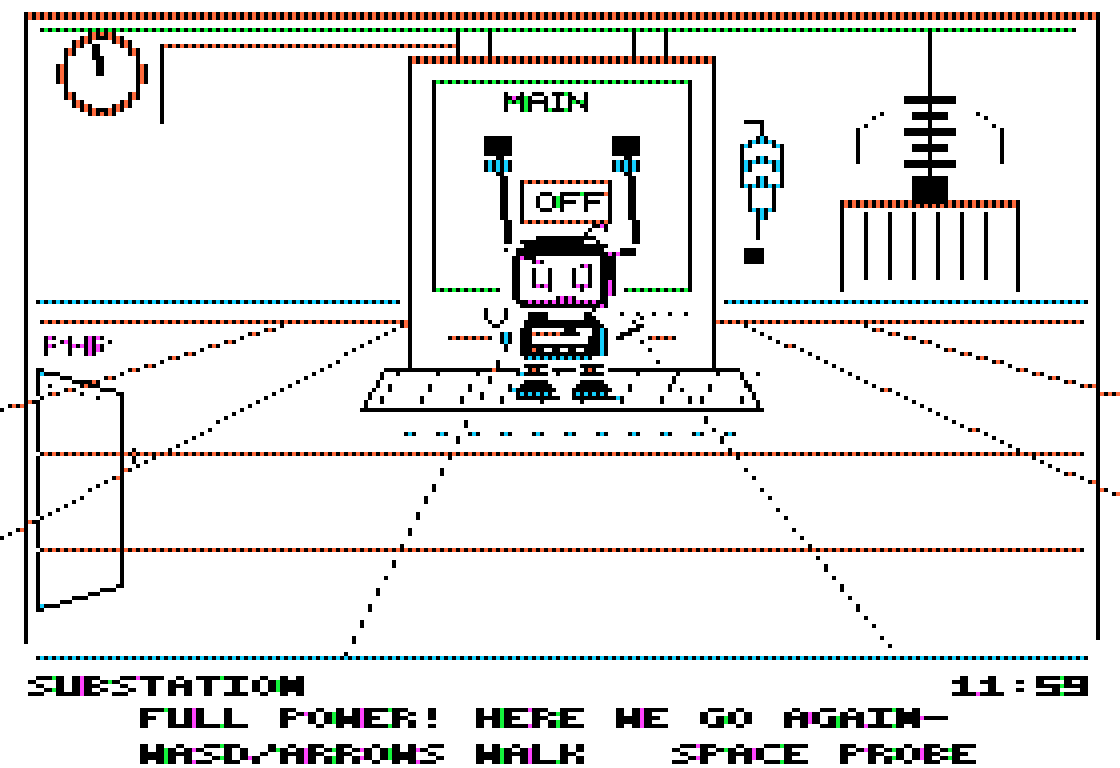 MAIN
OFF
SUBSTATION 11:59
FULL POWER! HERE WE GO AGAIN-
WASD/ARROWS WALK SPACE PROBE